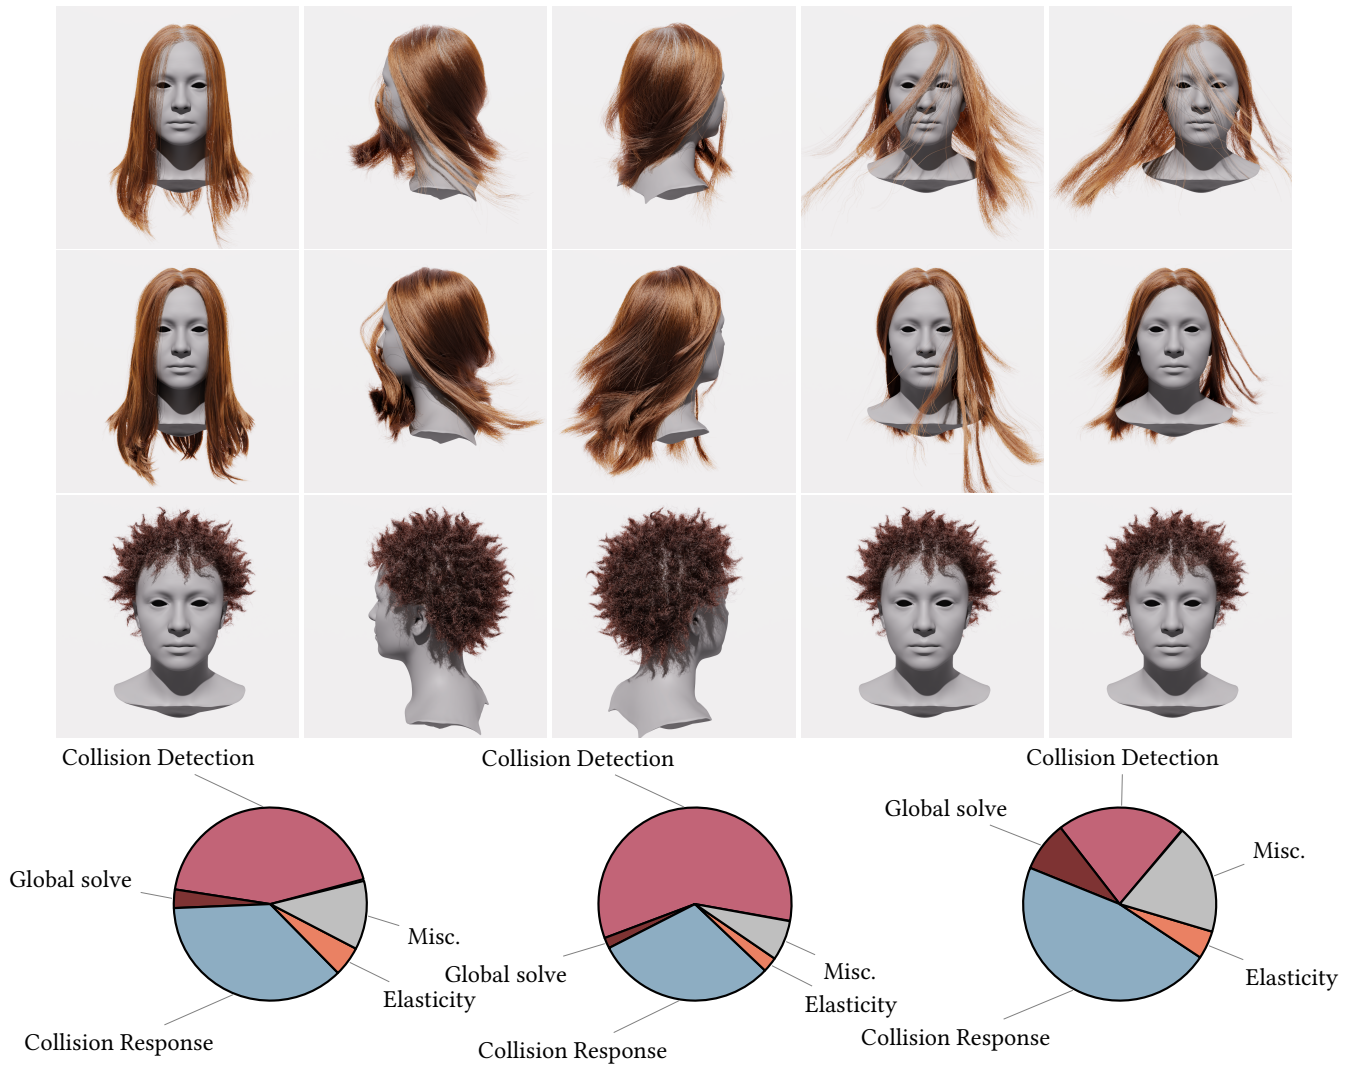 Collision Detection
Global solve
Misc.
Elasticity
Collision Response
Collision Detection
Global solve
Misc.
Elasticity
Collision Response
Collision Detection
Global solve
Misc.
Elasticity
Collision Response